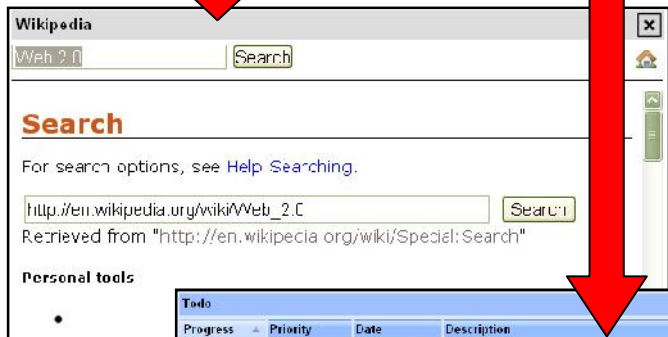 Wikipedia
Web 2.0 Search
Search
For search options, see Help Searching.
http://en.wikipedia.org/wiki/Web_2.0 Search
Retrieved from "http://en.wikipedia.org/wiki/Special:Search"
Personal tools
Todo
Progress Priority Date Description